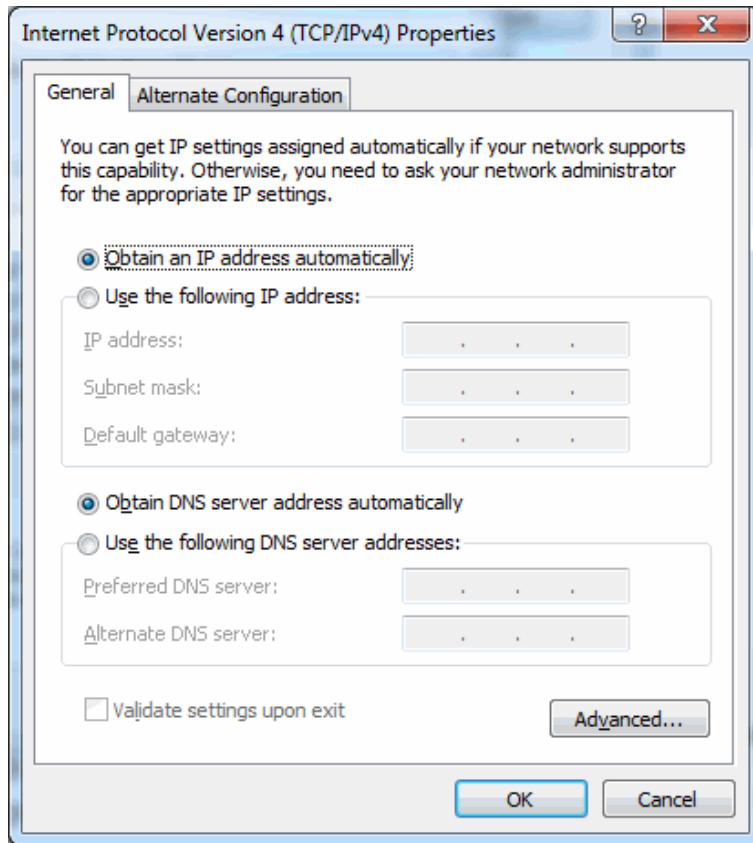 Internet Protocol Version 4 (TCP/IPv4) Properties
General
Alternate Configuration
You can get IP settings assigned automatically if your network supports
this capability. Otherwise, you need to ask your network administrator
for the appropriate IP settings.
Obtain an IP address automatically
Use the following IP address:
IP address:
Subnet mask:
Default gateway:
Obtain DNS server address automatically
Use the following DNS server addresses:
Preferred DNS server:
Alternate DNS server:
Validate settings upon exit
Advanced...
OK
Cancel